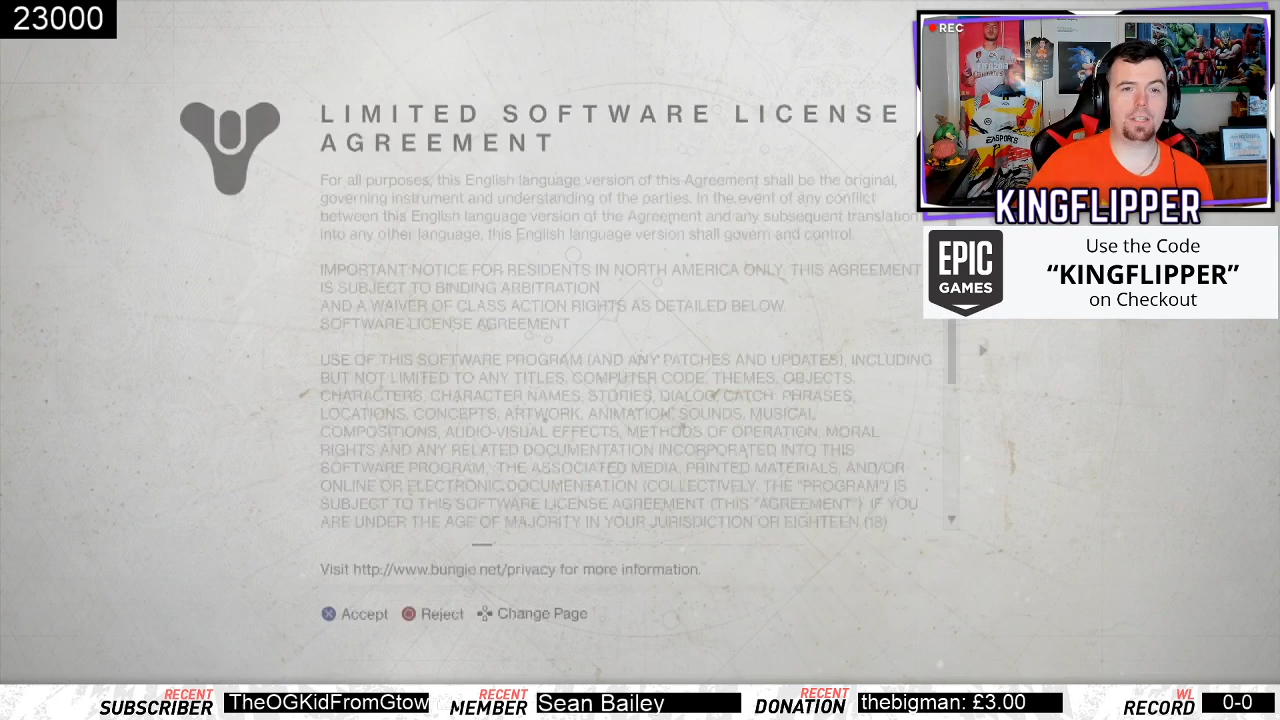 23000
REC
LIMITED SOFTWARE LICENSE
AGREEMENT
For all purposes, this English language version of this Agreement shall be the original,
governing instrument and understanding of the parties. In the event of any conflict
between this English language version of the Agreement and any subsequent translation
into any other language, this English language version shall govern and control.
IMPORTANT NOTICE FOR RESIDENTS IN NORTH AMERICA ONLY: THIS AGREEMENT
IS SUBJECT TO BINDING ARBITRATION
AND A WAIVER OF CLASS ACTION RIGHTS AS DETAILED BELOW.
SOFTWARE LICENSE AGREEMENT
USE OF THIS SOFTWARE PROGRAM (AND ANY PATCHES AND UPDATES), INCLUDING
BUT NOT LIMITED TO ANY TITLES, COMPUTER CODE, THEMES, OBJECTS,
CHARACTERS, CHARACTER NAMES, STORIES, DIALOG, CATCH PHRASES,
LOCATIONS, CONCEPTS, ARTWORK, ANIMATION, SOUNDS, MUSICAL
COMPOSITIONS, AUDIO-VISUAL EFFECTS, METHODS OF OPERATION, MORAL
RIGHTS AND ANY RELATED DOCUMENTATION INCORPORATED INTO THIS
SOFTWARE PROGRAM, THE ASSOCIATED MEDIA, PRINTED MATERIALS, AND/OR
ONLINE OR ELECTRONIC DOCUMENTATION (COLLECTIVELY, THE "PROGRAM") IS
SUBJECT TO THIS SOFTWARE LICENSE AGREEMENT (THIS "AGREEMENT"). IF YOU
ARE UNDER THE AGE OF MAJORITY IN YOUR JURISDICTION OR EIGHTEEN (18)
Visit http://www.bungie.net/privacy for more information.
Accept Reject Change Page
EA SPORTS
KINGFLIPPER
EPIC
GAMES
Use the Code
“KINGFLIPPER”
on Checkout
RECENT
SUBSCRIBER
TheOGKidFromGtow
RECENT
MEMBER
Sean Bailey
RECENT
DONATION
thebigman: £3.00
WL
RECORD
0-0